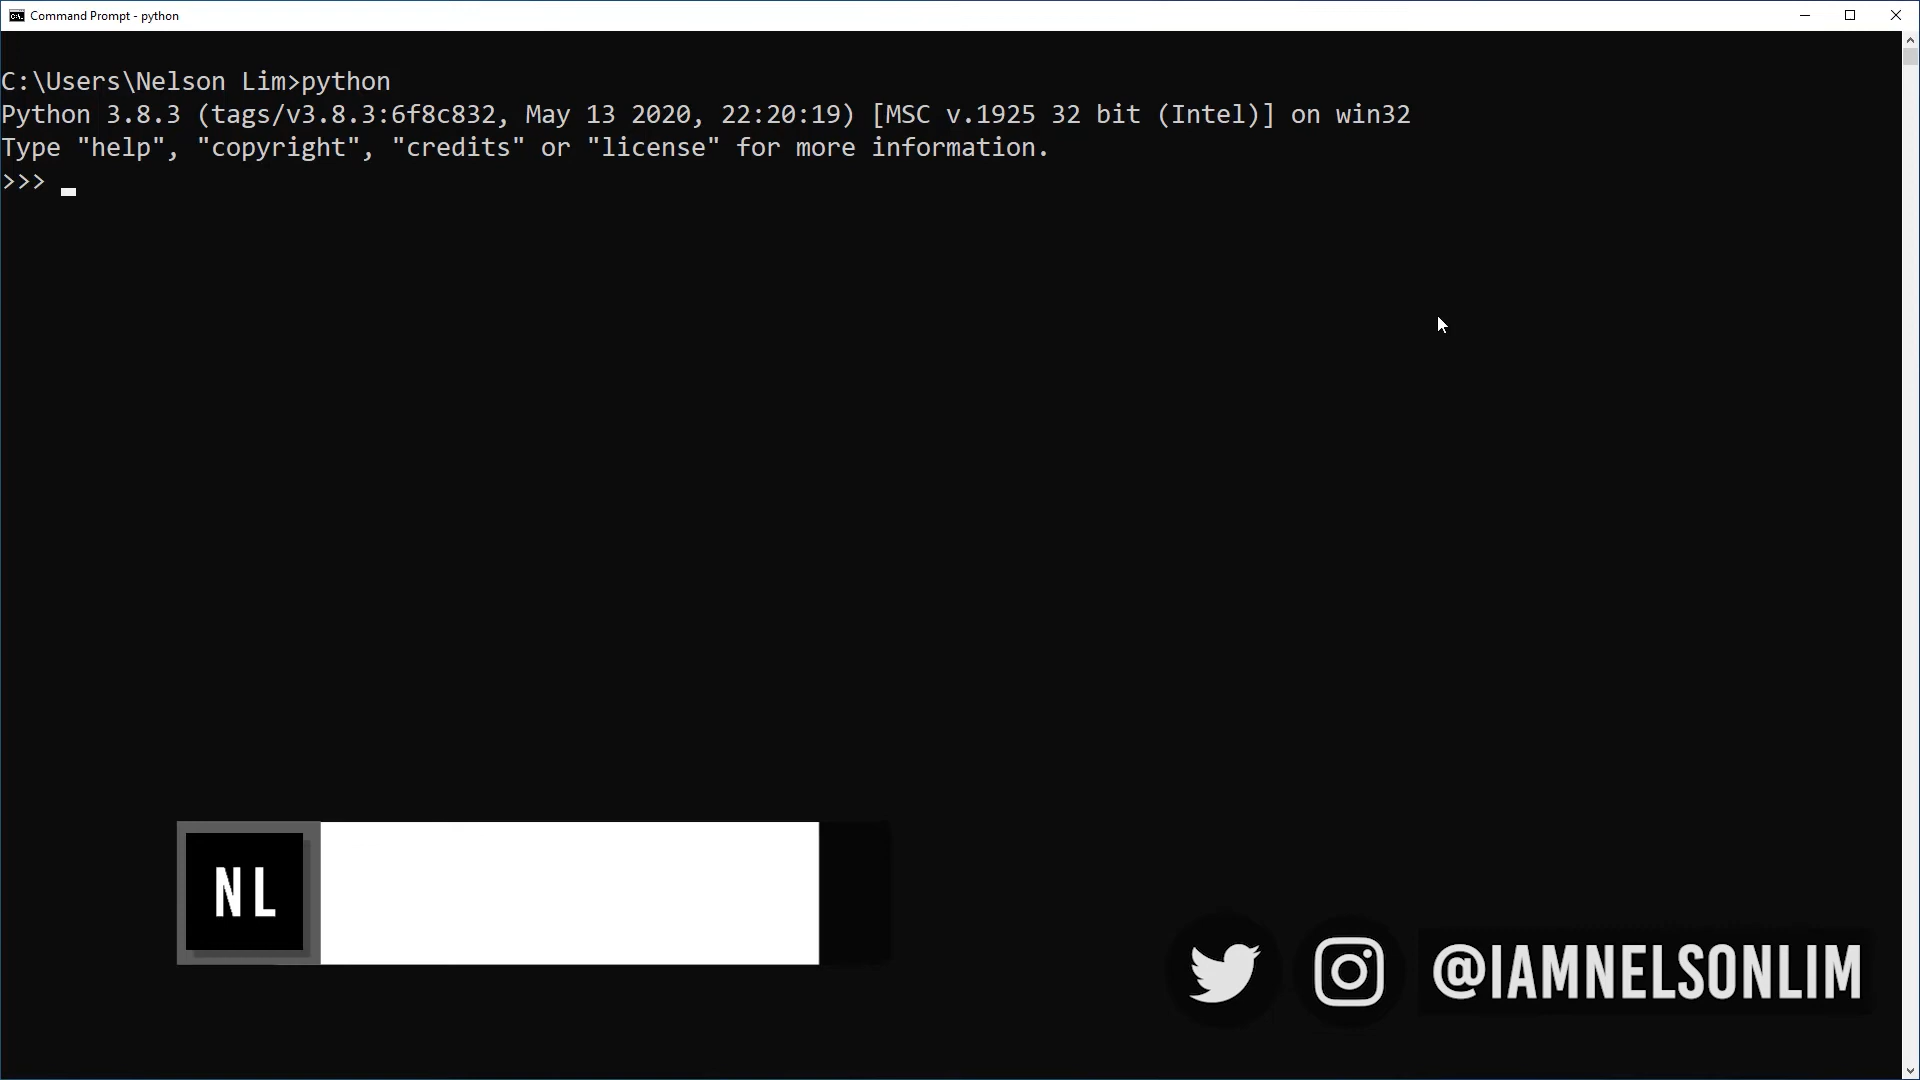 Command Prompt - python
C:\Users\Nelson Lim>python
Python 3.8.3 (tags/v3.8.3:6f8c832, May 13 2020, 22:20:19) [MSC v.1925 32 bit (Intel)] on win32
Type "help", "copyright", "credits" or "license" for more information.
>>>
NL
@IAMNELSONLIM